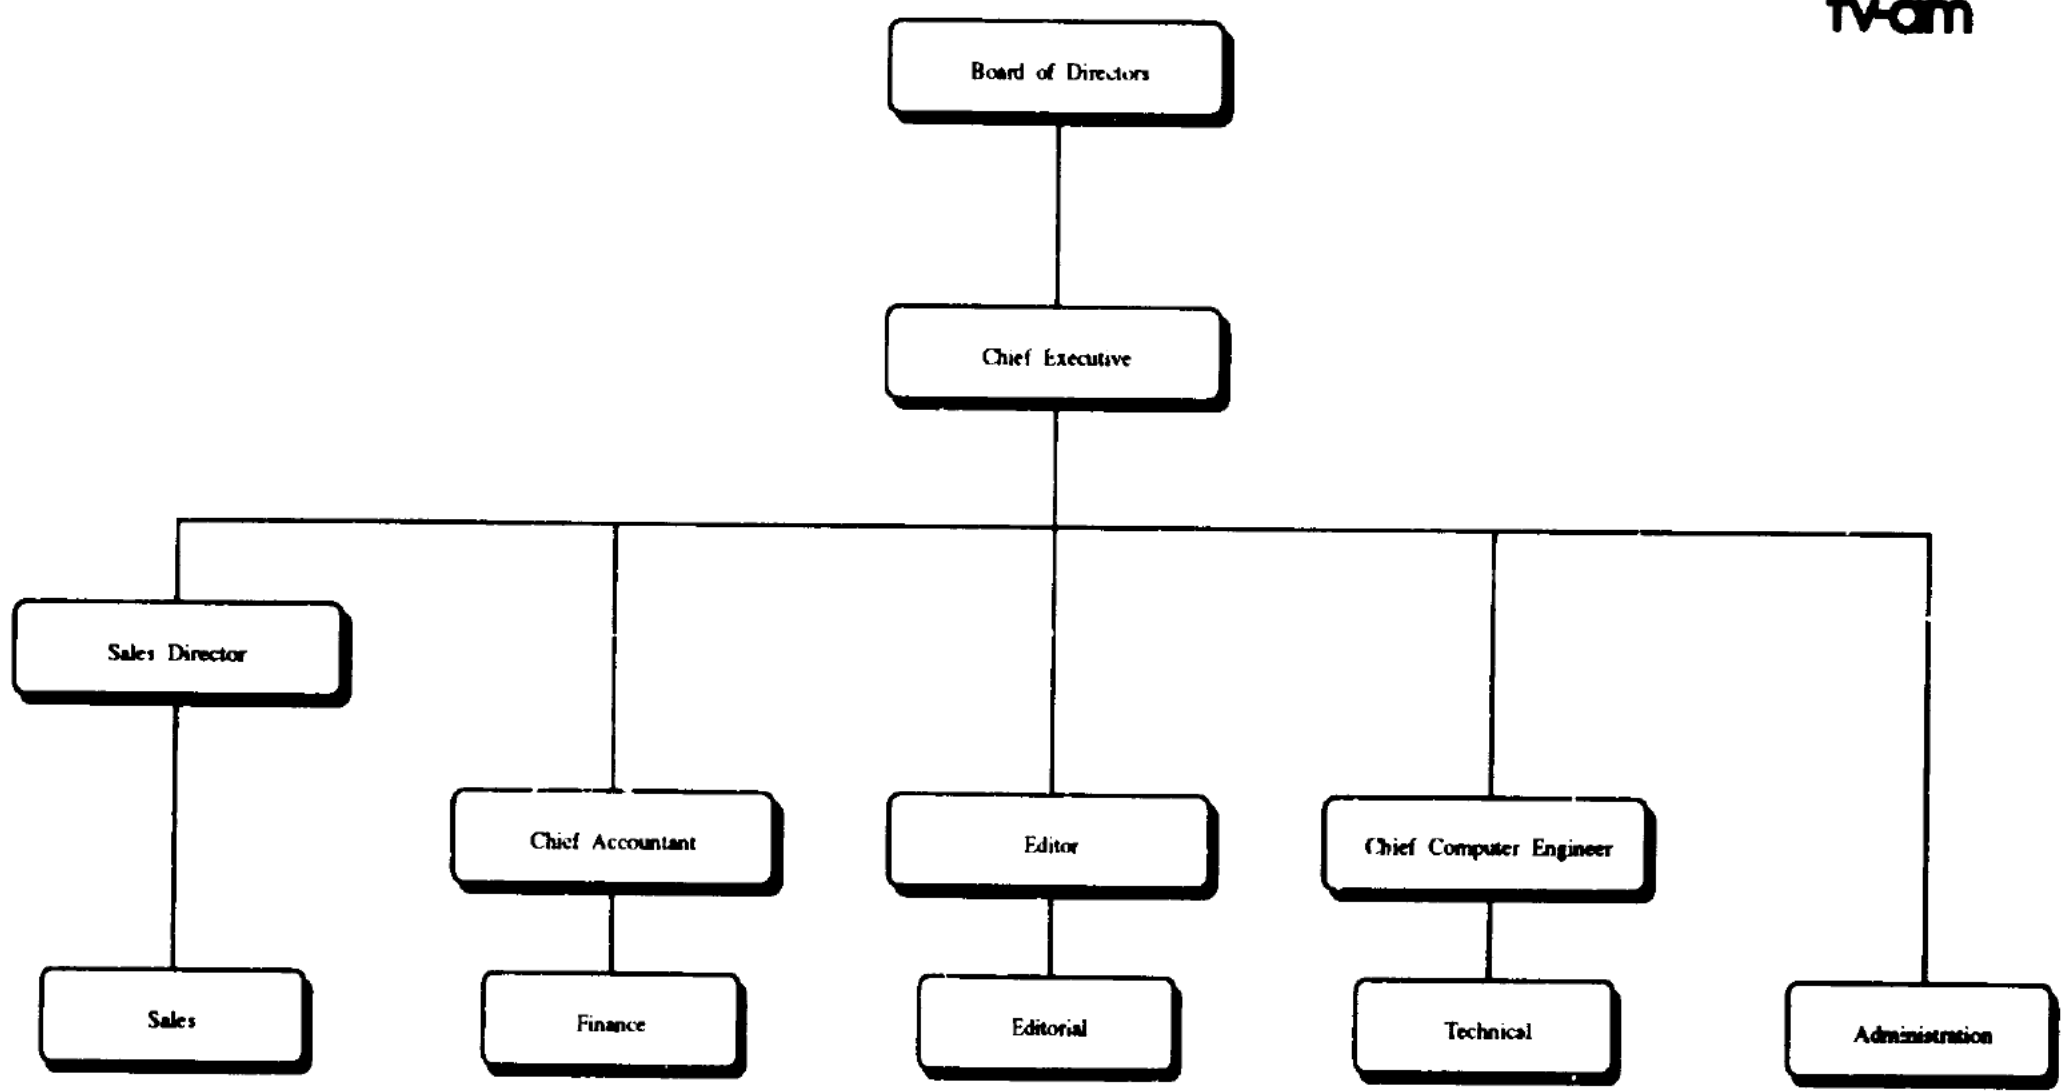 tv-am
Board of Directors
Chief Executive
Sales Director
Chief Accountant
Editor
Chief Computer Engineer
Sales
Finance
Editorial
Technical
Administration